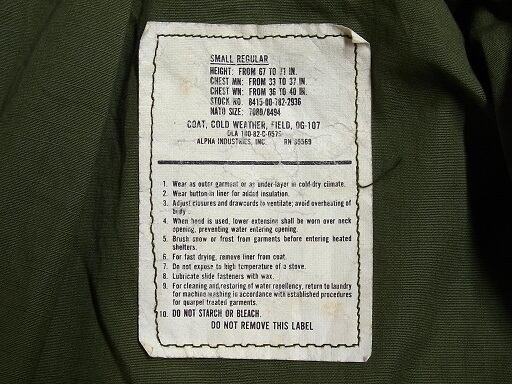 SMALL REGULAR
HEIGHT: FROM 67 TO 71 IN.
CHEST MN: FROM 33 TO 37 IN.
CHEST WN: FROM 36 TO 40 IN.
STOCK NO. 8415-00-782-2936
NATO SIZE: 7080/8494
COAT, COLD WEATHER, FIELD, OG-107
DLA 100-82-C-0575
ALPHA INDUSTRIES, INC. RN 35569
1. Wear as outer garment or as under-layer in cold-dry climate.
2. Wear button-in liner for added insulation.
3. Adjust closures and drawcords to ventilate; avoid overheating of
body.
4. When hood is used, lower extension shall be worn over neck
opening, preventing water entering opening.
5. Brush snow or frost from garments before entering heated
shelters.
6. For fast drying, remove liner from coat.
7. Do not expose to high temperature of a stove.
8. Lubricate slide fasteners with wax.
9. For cleaning and restoring of water repellency, return to laundry
for machine washing in accordance with established procedures
for quarpel treated garments.
10. DO NOT STARCH OR BLEACH.
DO NOT REMOVE THIS LABEL